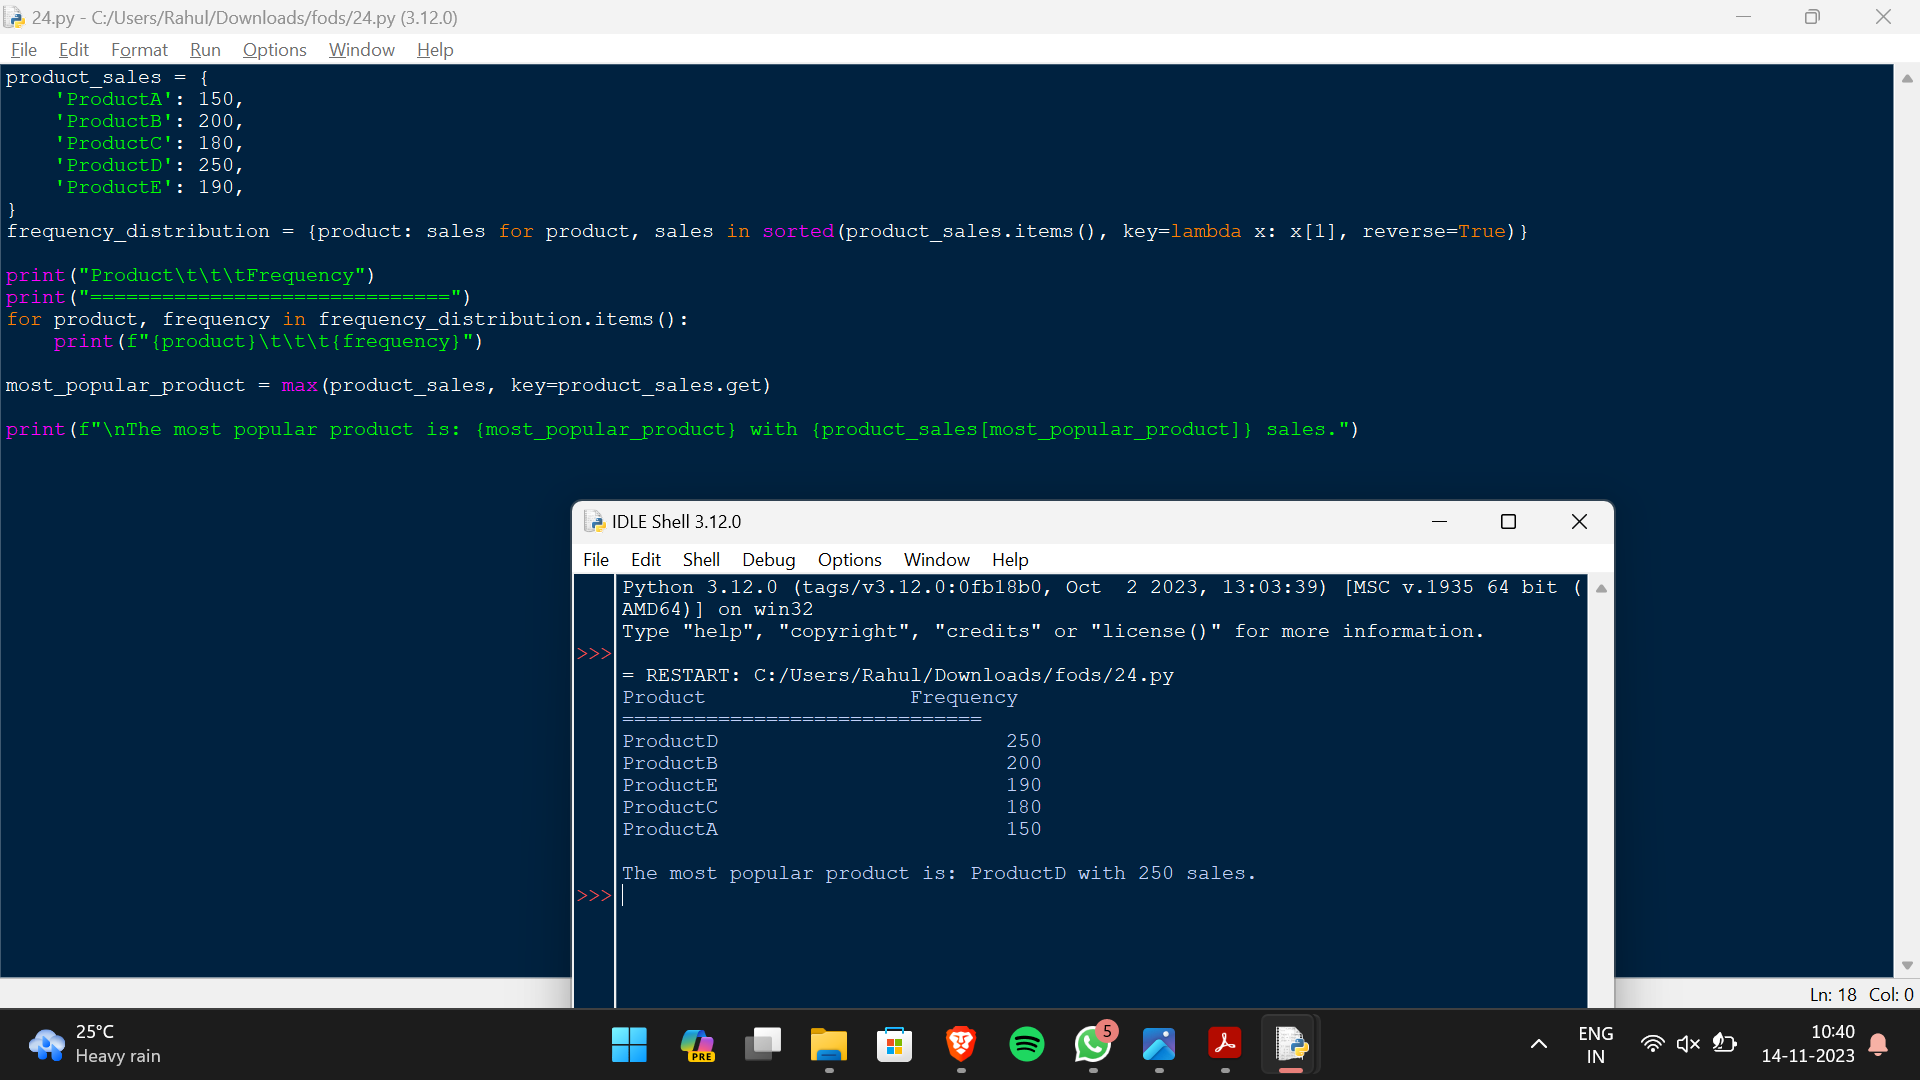 24.py - C:/Users/Rahul/Downloads/fods/24.py (3.12.0)
File Edit Format Run Options Window Help
product_sales = {
    'ProductA': 150,
    'ProductB': 200,
    'ProductC': 180,
    'ProductD': 250,
    'ProductE': 190,
}
frequency_distribution = {product: sales for product, sales in sorted(product_sales.items(), key=lambda x: x[1], reverse=True)}
print("Product\t\t\tFrequency")
print("==============================")
for product, frequency in frequency_distribution.items():
    print(f"{product}\t\t\t{frequency}")
most_popular_product = max(product_sales, key=product_sales.get)
print(f"\nThe most popular product is: {most_popular_product} with {product_sales[most_popular_product]} sales.")
IDLE Shell 3.12.0
File Edit Shell Debug Options Window Help
Python 3.12.0 (tags/v3.12.0:0fb18b0, Oct  2 2023, 13:03:39) [MSC v.1935 64 bit (
AMD64)] on win32
Type "help", "copyright", "credits" or "license()" for more information.
>>>
= RESTART: C:/Users/Rahul/Downloads/fods/24.py
Product                 Frequency
==============================
ProductD                        250
ProductB                        200
ProductE                        190
ProductC                        180
ProductA                        150
The most popular product is: ProductD with 250 sales.
>>>
Ln: 18 Col: 0
25°C
Heavy rain
PRE
5
ENG
IN
10:40
14-11-2023